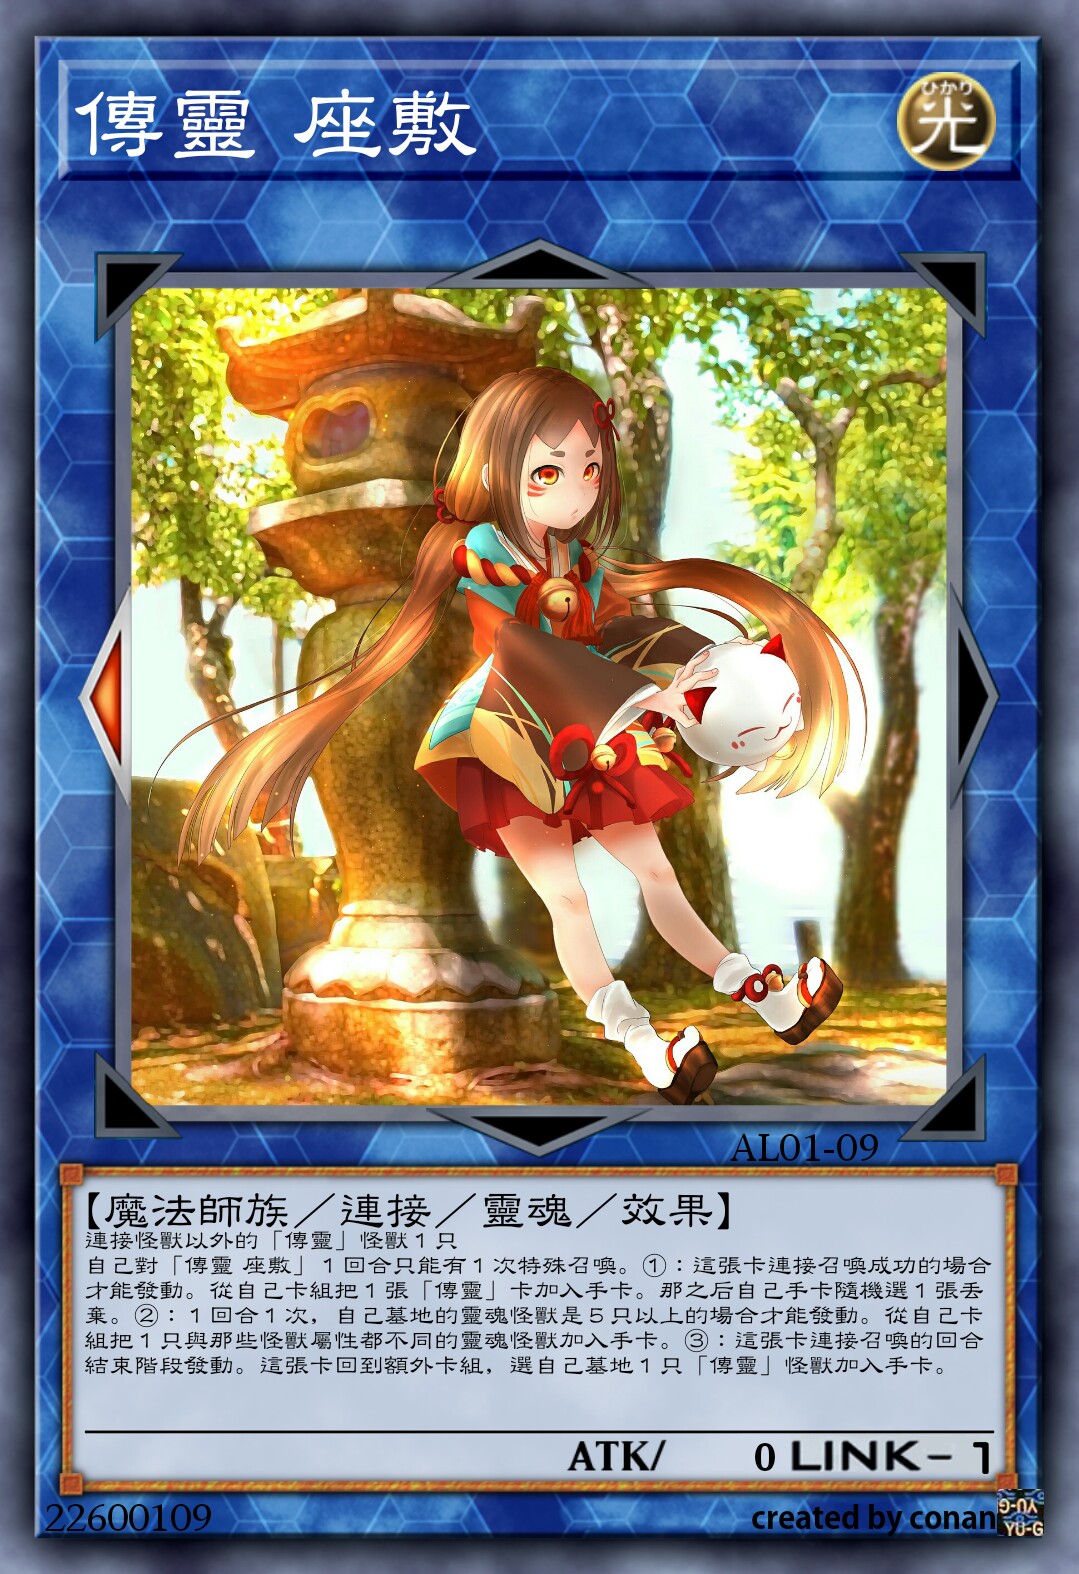 傳靈 座敷
ひかり
光
AL01-09
【魔法師族／連接／靈魂／效果】
連接怪獸以外的「傳靈」怪獸１只
自己對「傳靈 座敷」１回合只能有１次特殊召喚。①：這張卡連接召喚成功的場合
才能發動。從自己卡組把１張「傳靈」卡加入手卡。那之后自己手卡隨機選１張丟
棄。②：１回合１次，自己墓地的靈魂怪獸是５只以上的場合才能發動。從自己卡
組把１只與那些怪獸屬性都不同的靈魂怪獸加入手卡。③：這張卡連接召喚的回合
結束階段發動。這張卡回到額外卡組，選自己墓地１只「傳靈」怪獸加入手卡。
ATK/ 0 LINK-1
22600109
created by conan
YU-G
YU-G